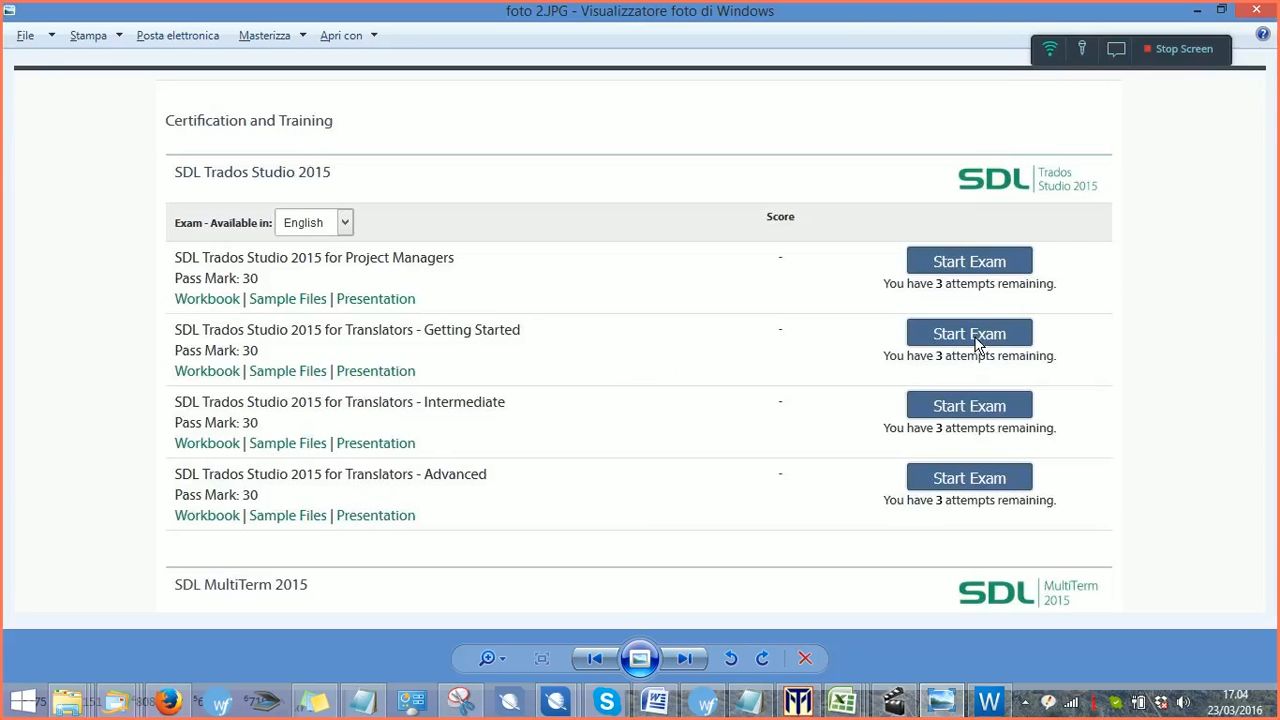 foto 2JPG - Visualizzatore foto di Windows
File Stampa Posta elettronica Masterizza Apri con
Stop Screen
Certification and Training
SDL Trados Studio 2015
SDL Trados Studio 2015
Exam - Available in: English Score
SDL Trados Studio 2015 for Project Managers - Start Exam
Pass Mark: 30 You have 3 attempts remaining.
Workbook | Sample Files | Presentation
SDL Trados Studio 2015 for Translators - Getting Started - Start Exam
Pass Mark: 30 You have 3 attempts remaining.
Workbook | Sample Files | Presentation
SDL Trados Studio 2015 for Translators - Intermediate - Start Exam
Pass Mark: 30 You have 3 attempts remaining.
Workbook | Sample Files | Presentation
SDL Trados Studio 2015 for Translators - Advanced - Start Exam
Pass Mark: 30 You have 3 attempts remaining.
Workbook | Sample Files | Presentation
SDL MultiTerm 2015
SDL MultiTerm 2015
17.04
23/03/2016